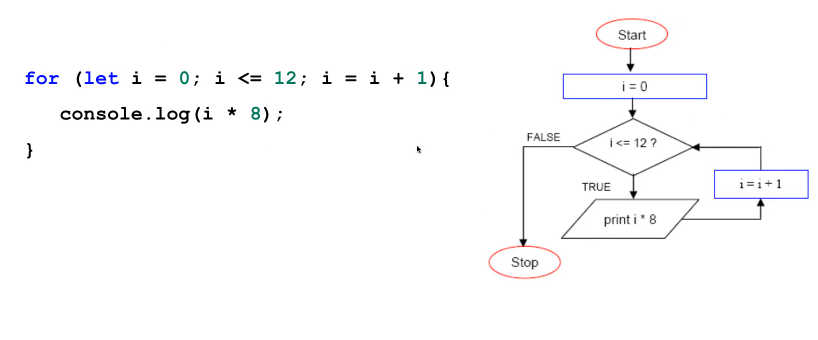 for (let i = 0; i <= 12; i = i + 1){
console.log(i * 8);
}
Start
i = 0
i <= 12 ?
FALSE
TRUE
i = i + 1
print i * 8
Stop